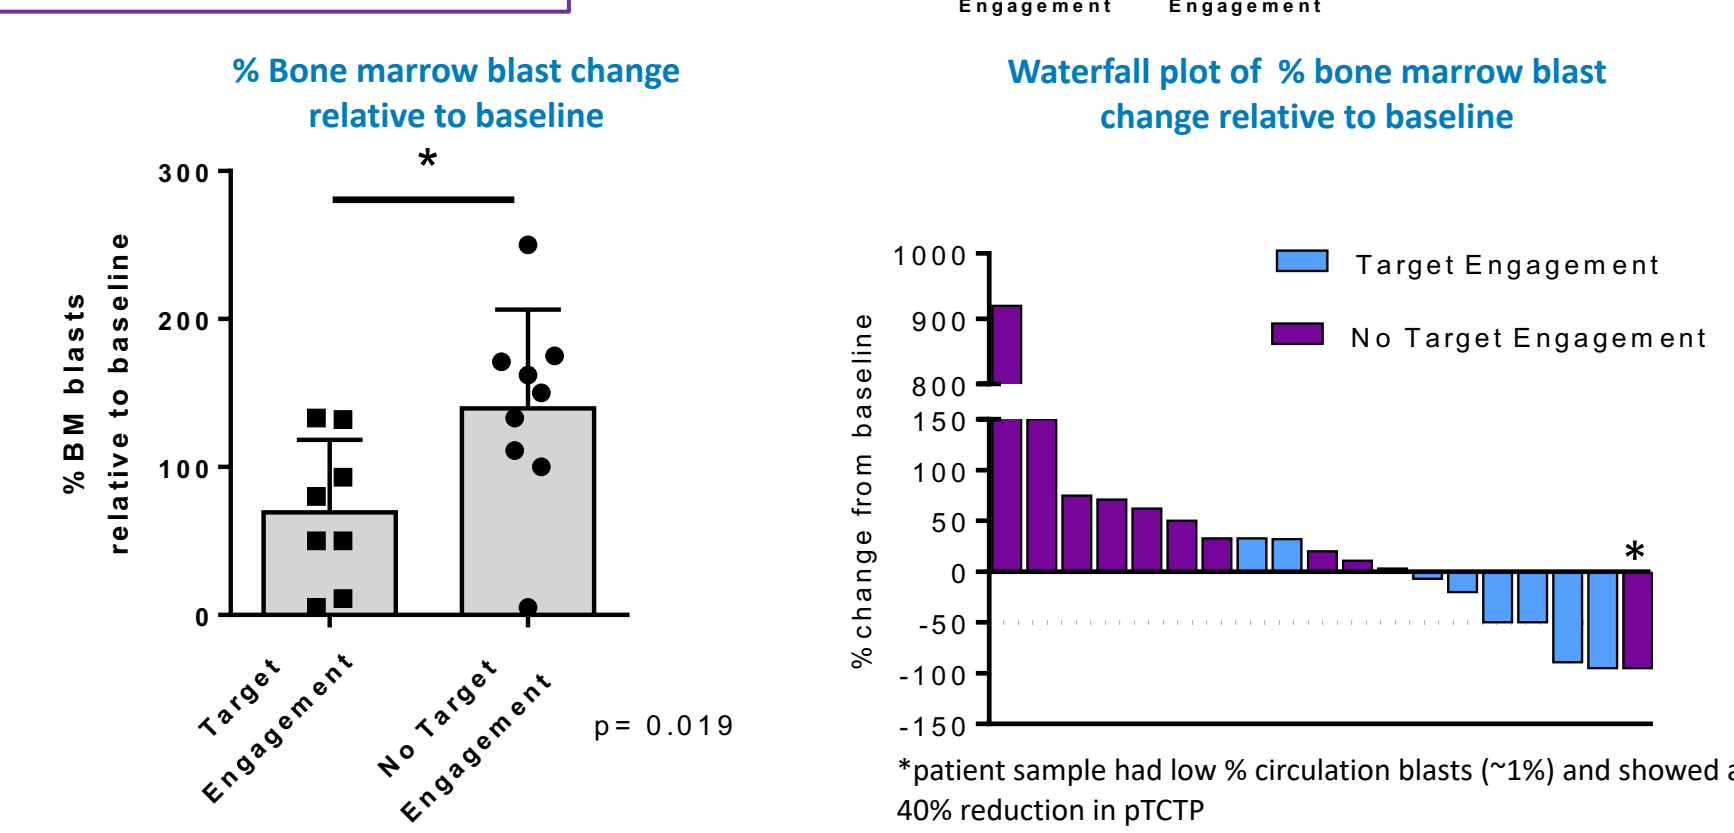 Engagement Engagement
% Bone marrow blast change
relative to baseline
*
300
200
100
0
%BM blasts
relative to baseline
Target
Engagement
No Target
Engagement
p= 0.019
Waterfall plot of % bone marrow blast
change relative to baseline
1000
900
800
150
100
50
0
-50
-100
-150
% change from baseline
Target Engagement
No Target Engagement
*
*patient sample had low % circulation blasts (~1%) and showed a
40% reduction in pTCTP